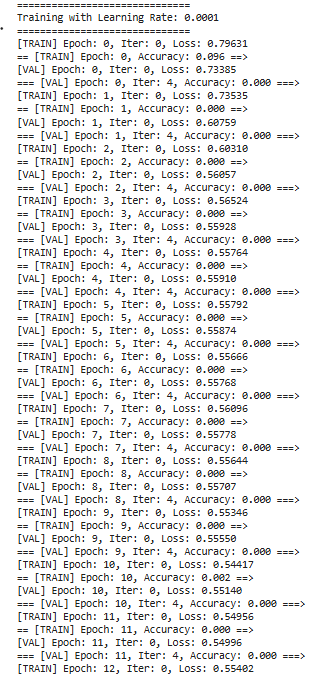 ==============================
Training with Learning Rate: 0.0001
==============================
[TRAIN] Epoch: 0, Iter: 0, Loss: 0.79631
== [TRAIN] Epoch: 0, Accuracy: 0.096 ==>
[VAL] Epoch: 0, Iter: 0, Loss: 0.73385
=== [VAL] Epoch: 0, Iter: 4, Accuracy: 0.000 ===>
[TRAIN] Epoch: 1, Iter: 0, Loss: 0.73535
== [TRAIN] Epoch: 1, Accuracy: 0.000 ==>
[VAL] Epoch: 1, Iter: 0, Loss: 0.60759
=== [VAL] Epoch: 1, Iter: 4, Accuracy: 0.000 ===>
[TRAIN] Epoch: 2, Iter: 0, Loss: 0.60310
== [TRAIN] Epoch: 2, Accuracy: 0.000 ==>
[VAL] Epoch: 2, Iter: 0, Loss: 0.56057
=== [VAL] Epoch: 2, Iter: 4, Accuracy: 0.000 ===>
[TRAIN] Epoch: 3, Iter: 0, Loss: 0.56524
== [TRAIN] Epoch: 3, Accuracy: 0.000 ==>
[VAL] Epoch: 3, Iter: 0, Loss: 0.55928
=== [VAL] Epoch: 3, Iter: 4, Accuracy: 0.000 ===>
[TRAIN] Epoch: 4, Iter: 0, Loss: 0.55764
== [TRAIN] Epoch: 4, Accuracy: 0.000 ==>
[VAL] Epoch: 4, Iter: 0, Loss: 0.55910
=== [VAL] Epoch: 4, Iter: 4, Accuracy: 0.000 ===>
[TRAIN] Epoch: 5, Iter: 0, Loss: 0.55792
== [TRAIN] Epoch: 5, Accuracy: 0.000 ==>
[VAL] Epoch: 5, Iter: 0, Loss: 0.55874
=== [VAL] Epoch: 5, Iter: 4, Accuracy: 0.000 ===>
[TRAIN] Epoch: 6, Iter: 0, Loss: 0.55666
== [TRAIN] Epoch: 6, Accuracy: 0.000 ==>
[VAL] Epoch: 6, Iter: 0, Loss: 0.55768
=== [VAL] Epoch: 6, Iter: 4, Accuracy: 0.000 ===>
[TRAIN] Epoch: 7, Iter: 0, Loss: 0.56096
== [TRAIN] Epoch: 7, Accuracy: 0.000 ==>
[VAL] Epoch: 7, Iter: 0, Loss: 0.55778
=== [VAL] Epoch: 7, Iter: 4, Accuracy: 0.000 ===>
[TRAIN] Epoch: 8, Iter: 0, Loss: 0.55644
== [TRAIN] Epoch: 8, Accuracy: 0.000 ==>
[VAL] Epoch: 8, Iter: 0, Loss: 0.55707
=== [VAL] Epoch: 8, Iter: 4, Accuracy: 0.000 ===>
[TRAIN] Epoch: 9, Iter: 0, Loss: 0.55346
== [TRAIN] Epoch: 9, Accuracy: 0.000 ==>
[VAL] Epoch: 9, Iter: 0, Loss: 0.55550
=== [VAL] Epoch: 9, Iter: 4, Accuracy: 0.000 ===>
[TRAIN] Epoch: 10, Iter: 0, Loss: 0.54417
== [TRAIN] Epoch: 10, Accuracy: 0.002 ==>
[VAL] Epoch: 10, Iter: 0, Loss: 0.55140
=== [VAL] Epoch: 10, Iter: 4, Accuracy: 0.000 ===>
[TRAIN] Epoch: 11, Iter: 0, Loss: 0.54956
== [TRAIN] Epoch: 11, Accuracy: 0.000 ==>
[VAL] Epoch: 11, Iter: 0, Loss: 0.54996
=== [VAL] Epoch: 11, Iter: 4, Accuracy: 0.000 ===>
[TRAIN] Epoch: 12, Iter: 0, Loss: 0.55402